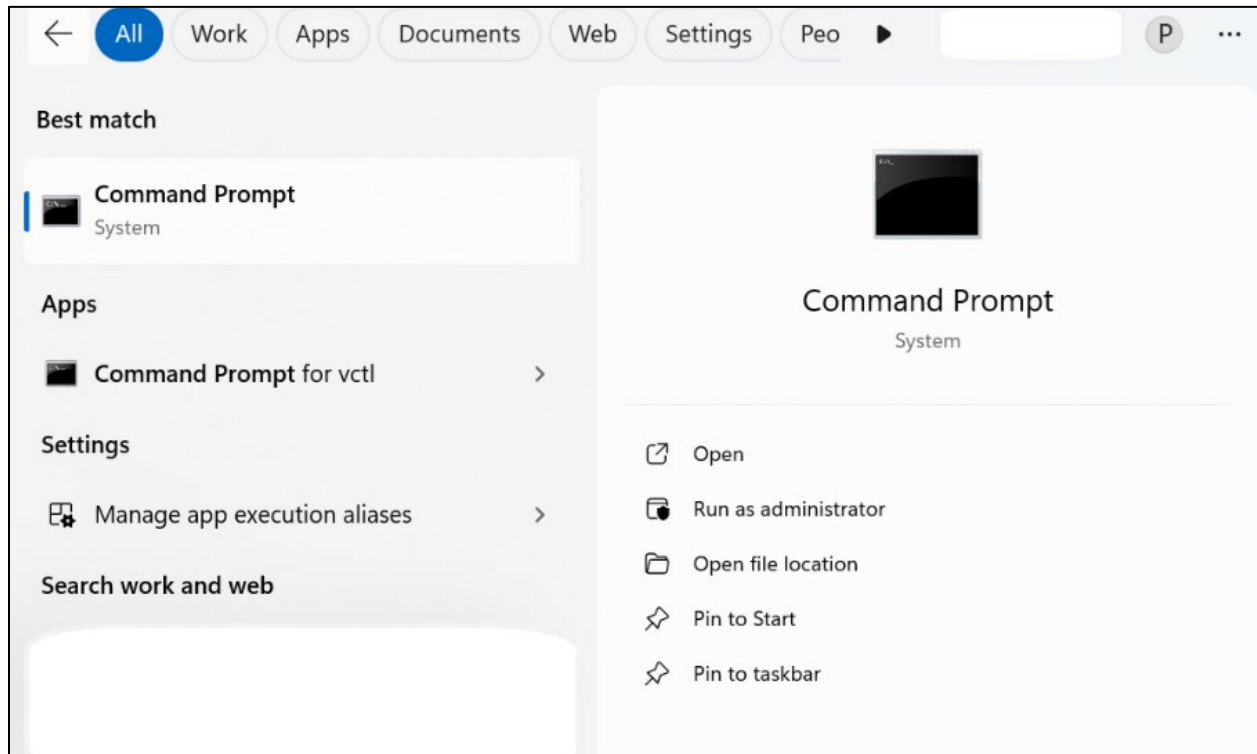 All Work Apps Documents Web Settings Peo P ...
Best match
Command Prompt
System
Apps
Command Prompt for vctl
Settings
Manage app execution aliases
Search work and web
Command Prompt
System
Open
Run as administrator
Open file location
Pin to Start
Pin to taskbar